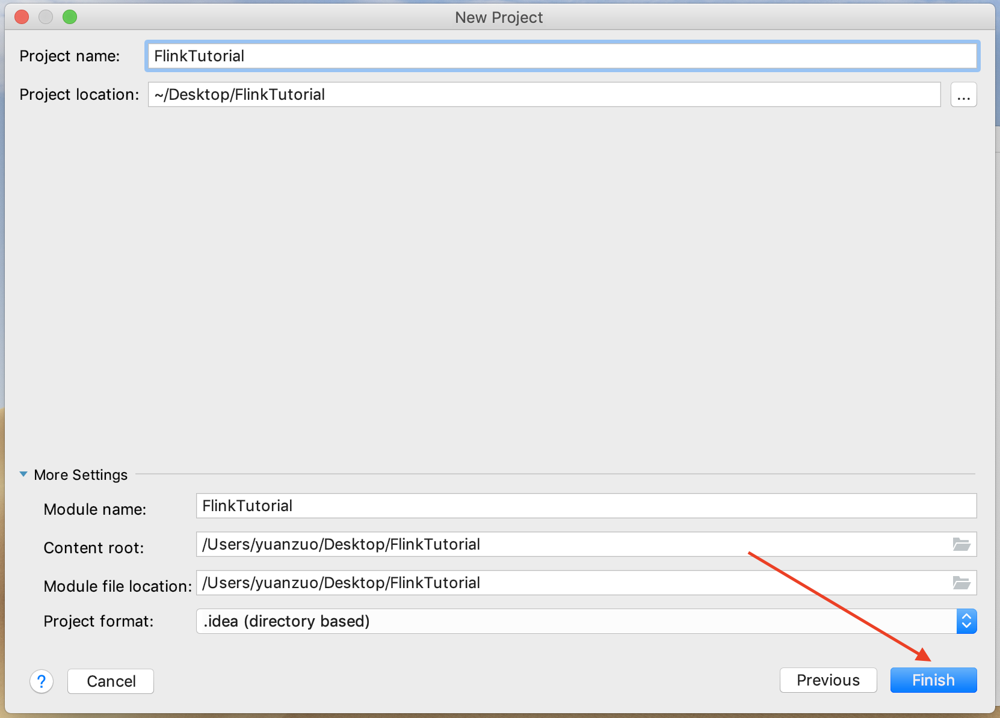 New Project
Project name: FlinkTutorial
Project location: ~/Desktop/FlinkTutorial ...
More Settings
Module name: FlinkTutorial
Content root: /Users/yuanzuo/Desktop/FlinkTutorial
Module file location: /Users/yuanzuo/Desktop/FlinkTutorial
Project format: .idea (directory based)
? Cancel Previous Finish